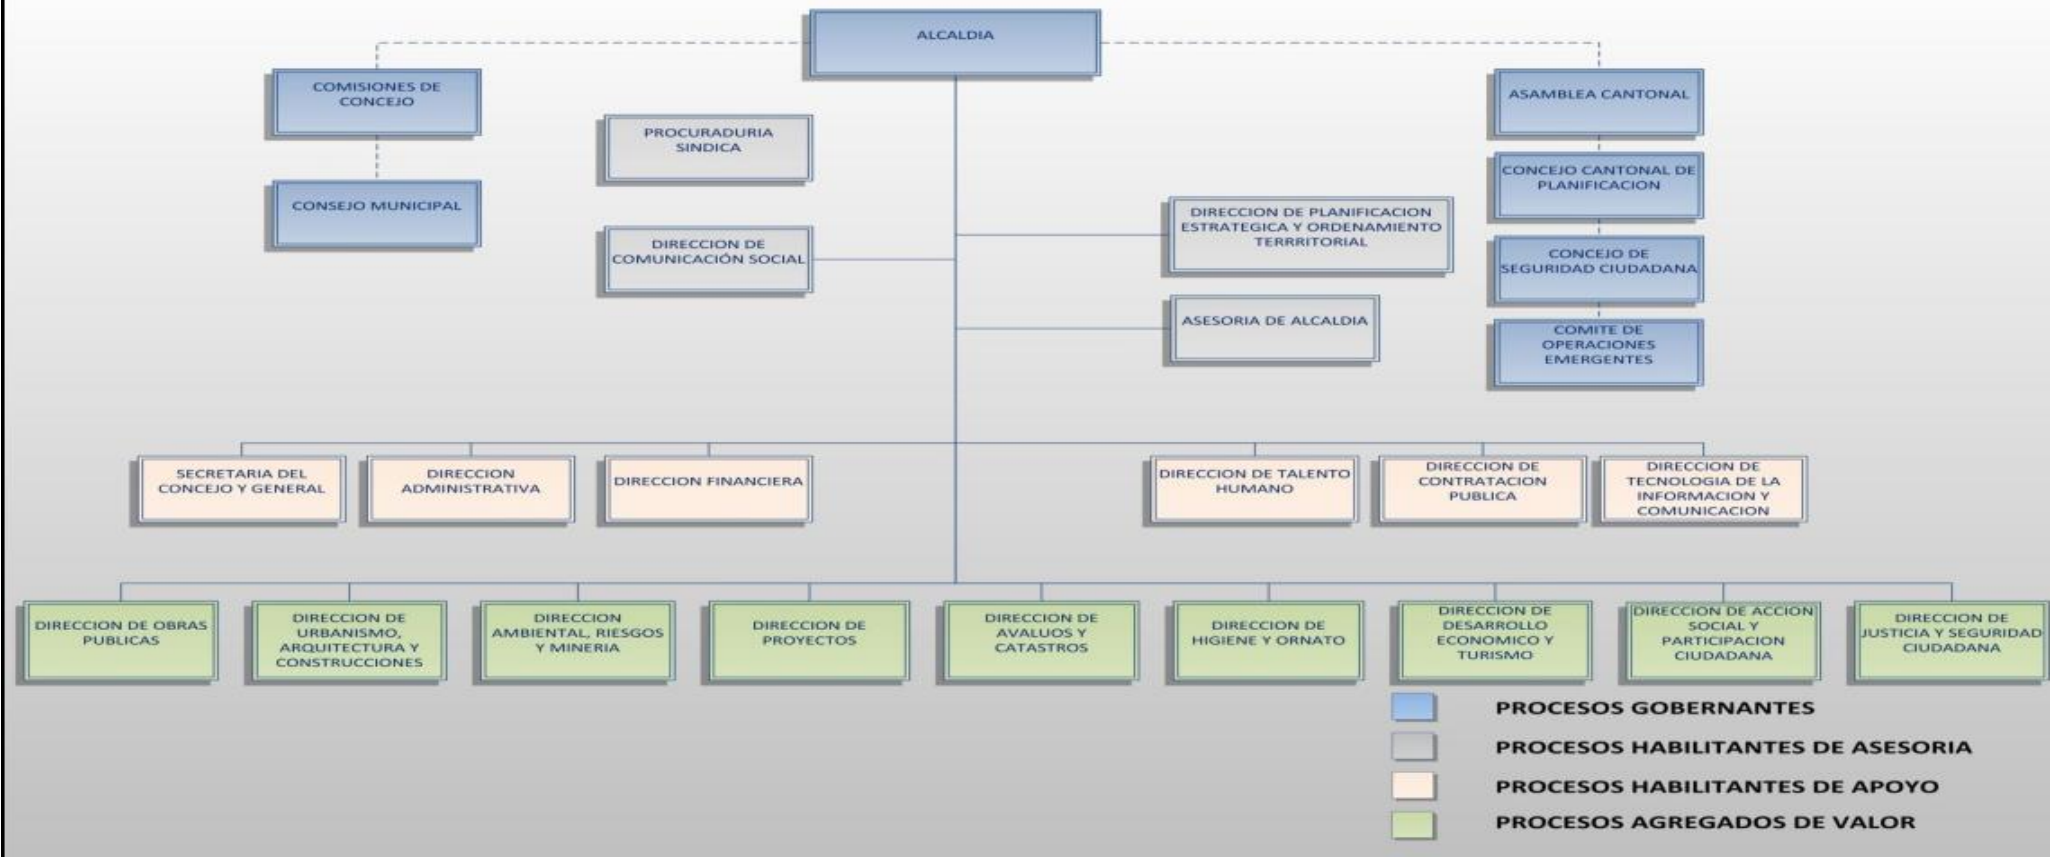 ALCALDIA
COMISIONES DE
CONCEJO
CONSEJO MUNICIPAL
PROCURADURIA
SINDICA
DIRECCION DE
COMUNICACIÓN SOCIAL
DIRECCION DE PLANIFICACION
ESTRATEGICA Y ORDENAMIENTO
TERRRITORIAL
ASESORIA DE ALCALDIA
ASAMBLEA CANTONAL
CONCEJO CANTONAL DE
PLANIFICACION
CONCEJO DE
SEGURIDAD CIUDADANA
COMITE DE
OPERACIONES
EMERGENTES
SECRETARIA DEL
CONCEJO Y GENERAL
DIRECCION
ADMINISTRATIVA
DIRECCION FINANCIERA
DIRECCION DE TALENTO
HUMANO
DIRECCION DE
CONTRATACION
PUBLICA
DIRECCION DE
TECNOLOGIA DE LA
INFORMACION Y
COMUNICACION
DIRECCION DE OBRAS
PUBLICAS
DIRECCION DE
URBANISMO,
ARQUITECTURA Y
CONSTRUCCIONES
DIRECCION
AMBIENTAL, RIESGOS
Y MINERIA
DIRECCION DE
PROYECTOS
DIRECCION DE
AVALUOS Y
CATASTROS
DIRECCION DE
HIGIENE Y ORNATO
DIRECCION DE
DESARROLLO
ECONOMICO Y
TURISMO
DIRECCION DE ACCION
SOCIAL Y
PARTICIPACION
CIUDADANA
DIRECCION DE
JUSTICIA Y SEGURIDAD
CIUDADANA
PROCESOS GOBERNANTES
PROCESOS HABILITANTES DE ASESORIA
PROCESOS HABILITANTES DE APOYO
PROCESOS AGREGADOS DE VALOR